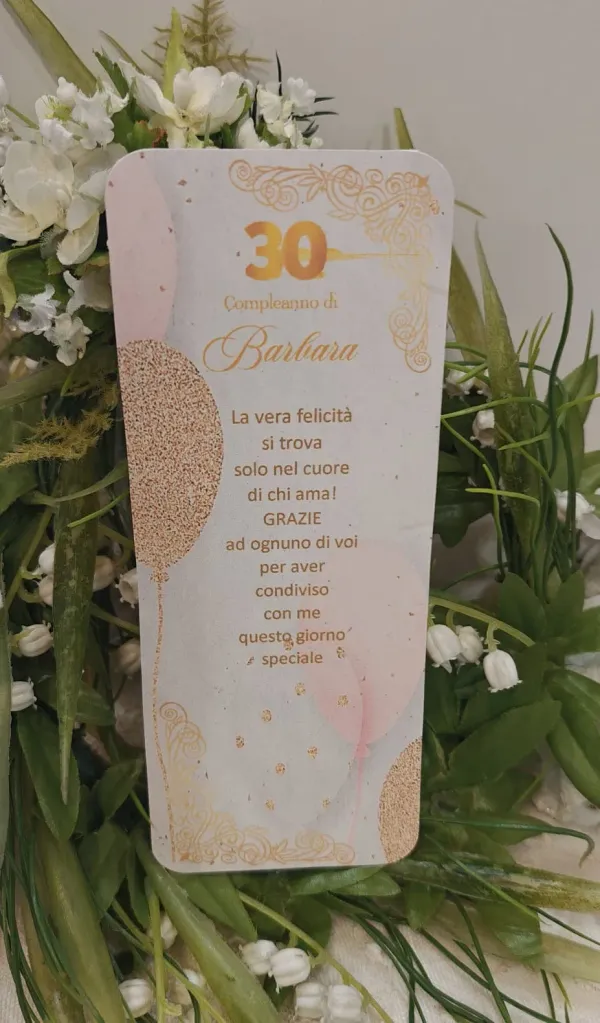 30
Compleanno di
Barbara
La vera felicità
si trova
solo nel cuore
di chi ama!
GRAZIE
ad ognuno di voi
per aver
condiviso
con me
questo giorno
speciale